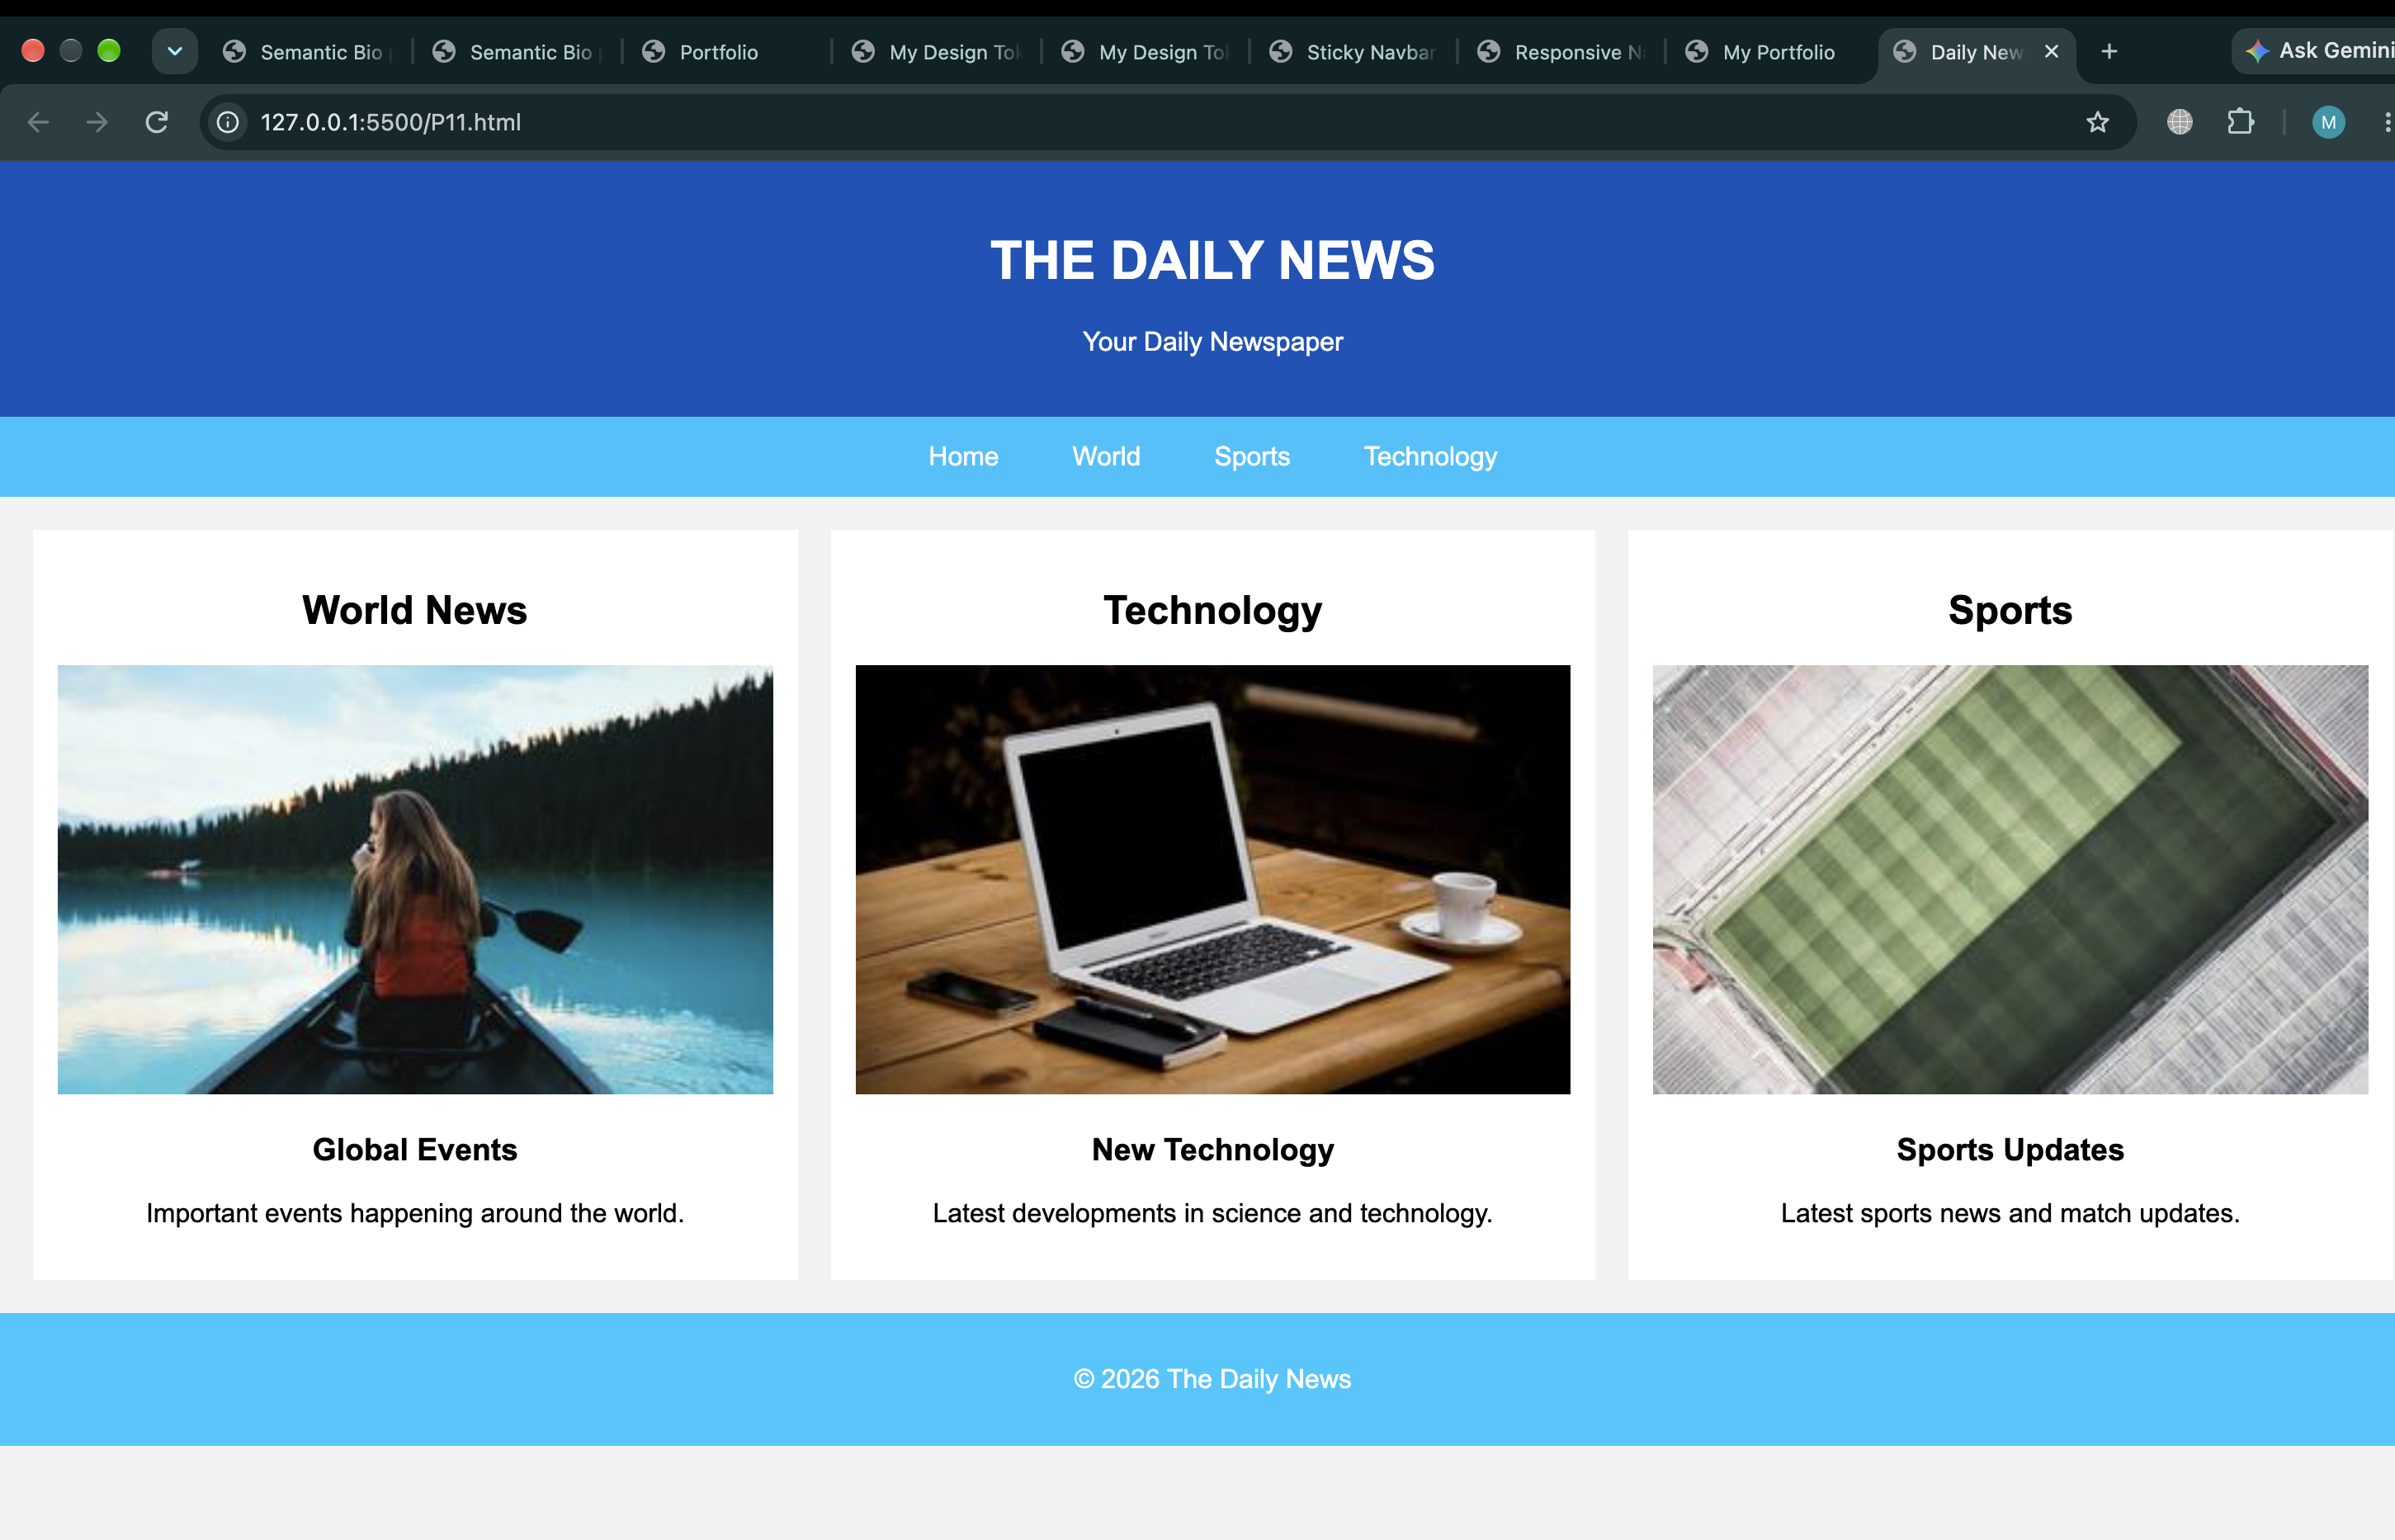 Semantic Bio
Semantic Bio
Portfolio
My Design Tok
My Design Tok
Sticky Navbar
Responsive Na
My Portfolio
Daily New
Ask Gemini
127.0.0.1:5500/P11.html
M
THE DAILY NEWS
Your Daily Newspaper
Home World Sports Technology
World News
Global Events
Important events happening around the world.
Technology
New Technology
Latest developments in science and technology.
Sports
Sports Updates
Latest sports news and match updates.
© 2026 The Daily News